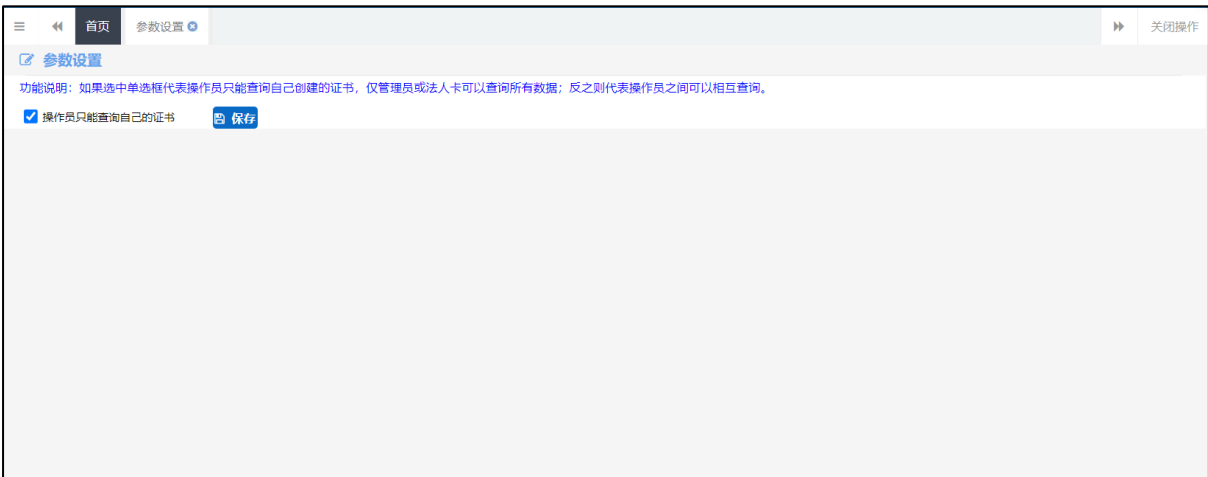 首页 参数设置 关闭操作
参数设置
功能说明：如果选中单选框代表操作员只能查询自己创建的证书，仅管理员或法人卡可以查询所有数据；反之则代表操作员之间可以相互查询。
操作员只能查询自己的证书 保存